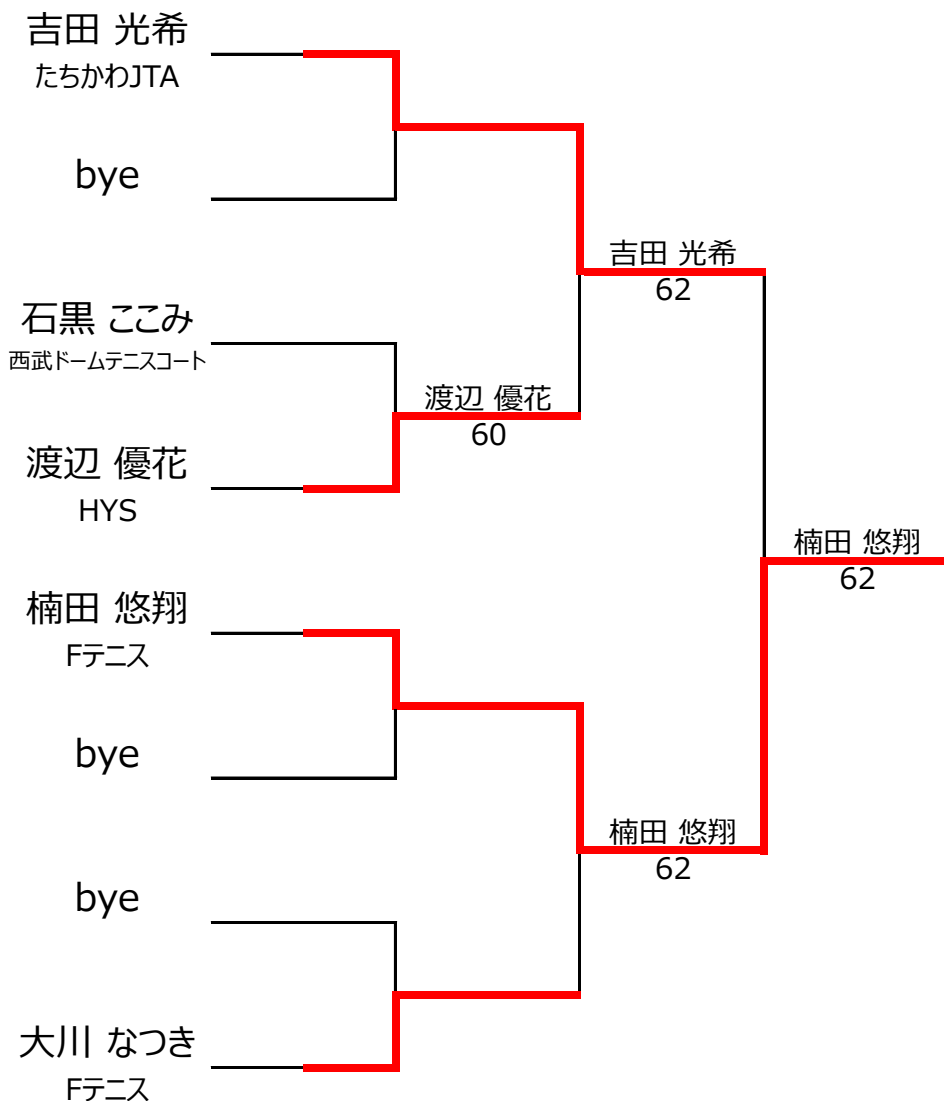 吉田 光希
たちかわJTA
bye
吉田 光希
62
石黒 ここみ
西武ドームテニスコート
渡辺 優花
60
渡辺 優花
HYS
楠田 悠翔
62
楠田 悠翔
Fテニス
bye
楠田 悠翔
62
bye
大川 なつき
Fテニス